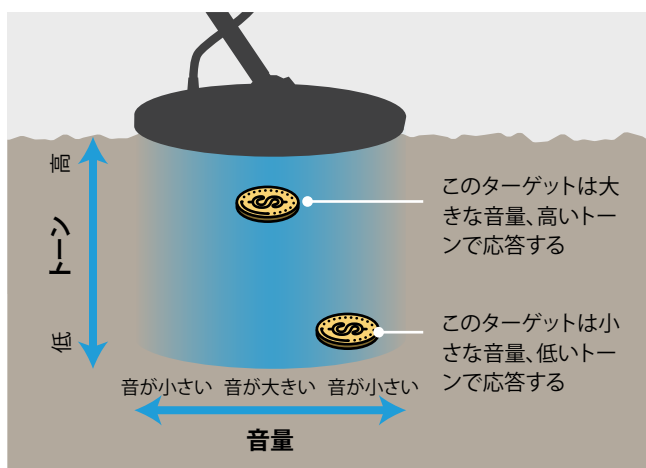 高
トーン
低
このターゲットは大
きな音量、高いトー
ンで応答する
このターゲットは小
さな音量、低いトー
ンで応答する
音が小さい 音が大きい 音が小さい
音量